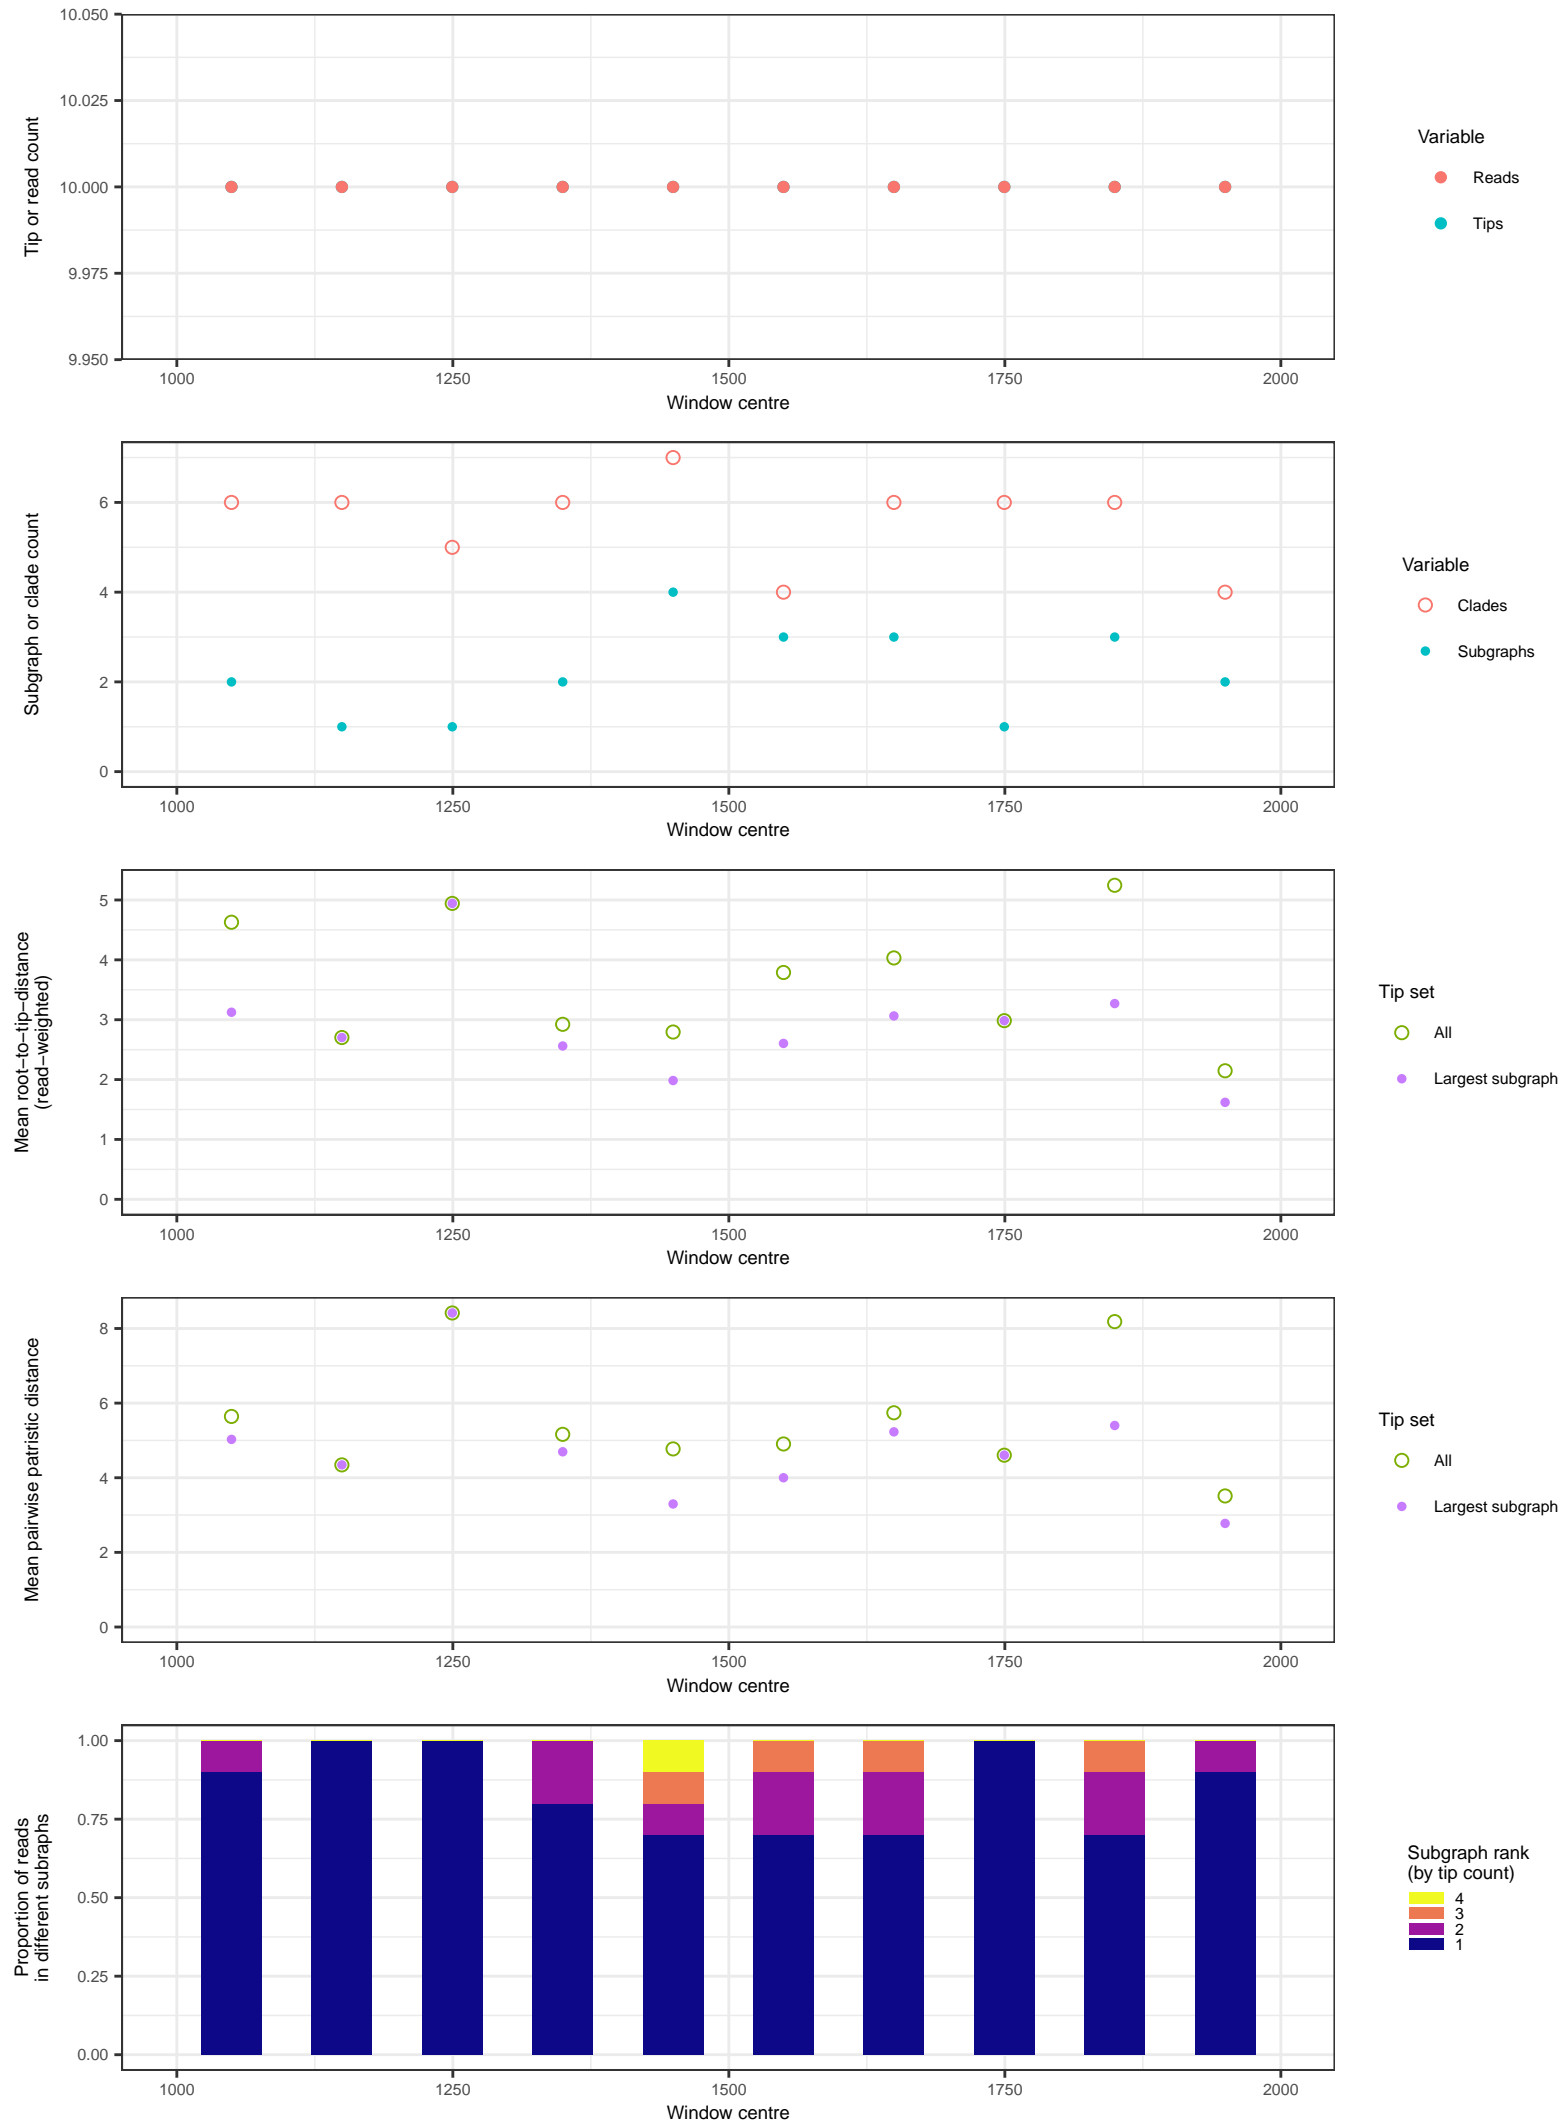 10.050
10.025
10.000
9.975
9.950
Tip or read count
1000 1250 1500 1750 2000
Window centre
Variable
Reads
Tips
6
4
2
0
Subgraph or clade count
1000 1250 1500 1750 2000
Window centre
Variable
Clades
Subgraphs
5
4
3
2
1
0
Mean root−to−tip−distance
(read−weighted)
1000 1250 1500 1750 2000
Window centre
Tip set
All
Largest subgraph
8
6
4
2
0
Mean pairwise patristic distance
1000 1250 1500 1750 2000
Window centre
Tip set
All
Largest subgraph
1.00
0.75
0.50
0.25
0.00
Proportion of reads
in different subraphs
1000 1250 1500 1750 2000
Window centre
Subgraph rank
(by tip count)
4
3
2
1